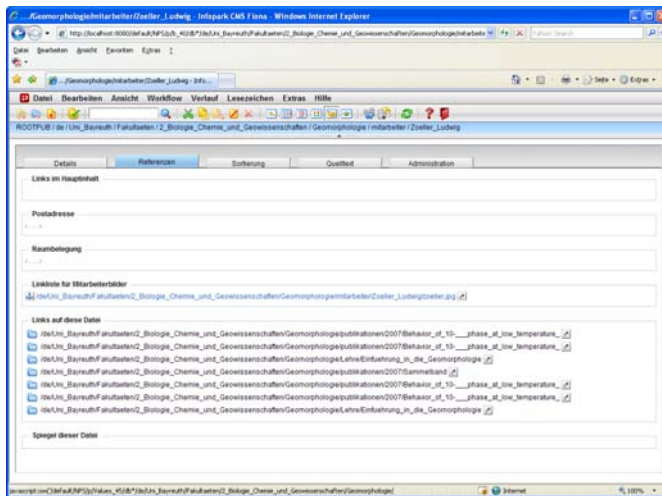 .../Geomorphologie/mitarbeiter/Zoeller_Ludwig - Infopark CMS Fiona - Windows Internet Explorer
Datei Bearbeiten Ansicht Favoriten Extras ?
.../Geomorphologie/mitarbeiter/Zoeller_Ludwig - Info...
Seite Extras
Datei Bearbeiten Ansicht Workflow Verlauf Lesezeichen Extras Hilfe
ROOTPUB / de / Uni_Bayreuth / Fakultaeten / 2_Biologie_Chemie_und_Geowissenschaften / Geomorphologie / mitarbeiter / Zoeller_Ludwig
Details Referenzen Sortierung Quelltext Administration
Links im Hauptinhalt
Postadresse
Raumbelegung
Linkliste für Mitarbeiterbilder
/de/Uni_Bayreuth/Fakultaeten/2_Biologie_Chemie_und_Geowissenschaften/Geomorphologie/mitarbeiter/Zoeller_Ludwig/zoeller.jpg
Links auf diese Datei
/de/Uni_Bayreuth/Fakultaeten/2_Biologie_Chemie_und_Geowissenschaften/Geomorphologie/publikationen/2007/Behavior_of_10-___phase_at_low_temperature_
/de/Uni_Bayreuth/Fakultaeten/2_Biologie_Chemie_und_Geowissenschaften/Geomorphologie/publikationen/2007/Behavior_of_10-___phase_at_low_temperature_
/de/Uni_Bayreuth/Fakultaeten/2_Biologie_Chemie_und_Geowissenschaften/Geomorphologie/Lehre/Einfuehrung_in_die_Geomorphologie
/de/Uni_Bayreuth/Fakultaeten/2_Biologie_Chemie_und_Geowissenschaften/Geomorphologie/publikationen/2007/Sammelband
/de/Uni_Bayreuth/Fakultaeten/2_Biologie_Chemie_und_Geowissenschaften/Geomorphologie/publikationen/2007/Behavior_of_10-___phase_at_low_temperature_
/de/Uni_Bayreuth/Fakultaeten/2_Biologie_Chemie_und_Geowissenschaften/Geomorphologie/publikationen/2007/Behavior_of_10-___phase_at_low_temperature_
/de/Uni_Bayreuth/Fakultaeten/2_Biologie_Chemie_und_Geowissenschaften/Geomorphologie/Lehre/Einfuehrung_in_die_Geomorphologie
Spiegel dieser Datei
Internet 100%